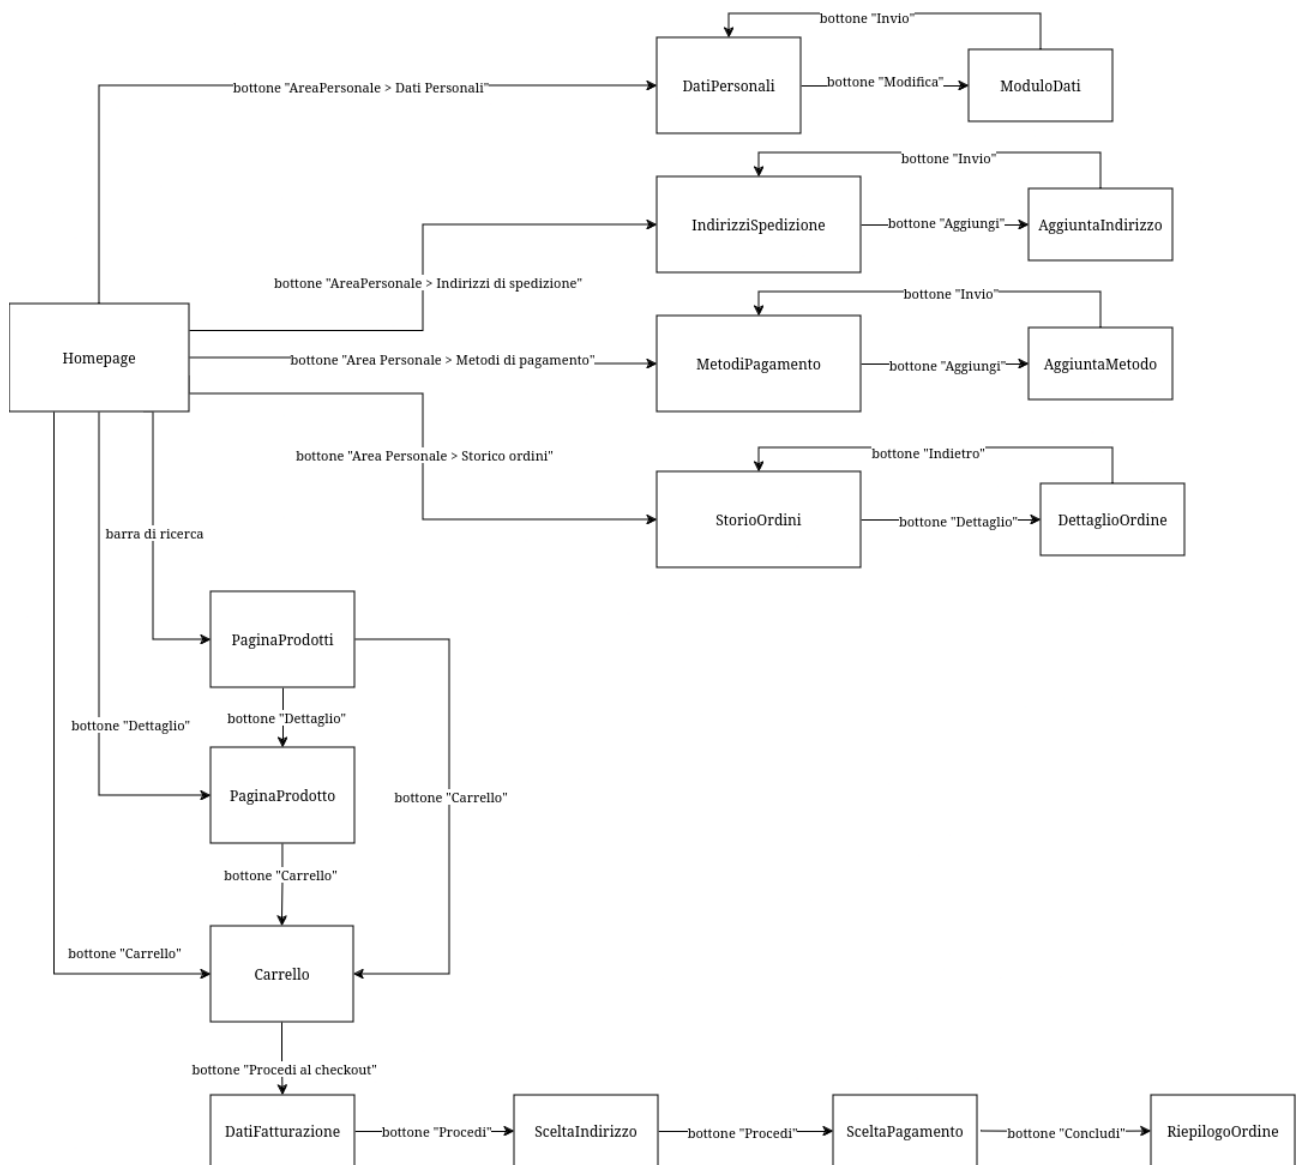 bottone "Invio"
bottone "AreaPersonale > Dati Personali"
DatiPersonali
bottone "Modifica"
ModuloDati
bottone "Invio"
IndirizziSpedizione
bottone "Aggiungi"
AggiuntaIndirizzo
bottone "AreaPersonale > Indirizzi di spedizione"
bottone "Invio"
Homepage
bottone "Area Personale > Metodi di pagamento"
MetodiPagamento
bottone "Aggiungi"
AggiuntaMetodo
bottone "Area Personale > Storico ordini"
bottone "Indietro"
StorioOrdini
bottone "Dettaglio"
DettaglioOrdine
barra di ricerca
PaginaProdotti
bottone "Dettaglio"
bottone "Dettaglio"
PaginaProdotto
bottone "Carrello"
bottone "Carrello"
bottone "Carrello"
Carrello
bottone "Procedi al checkout"
DatiFatturazione
bottone "Procedi"
SceltaIndirizzo
bottone "Procedi"
SceltaPagamento
bottone "Concludi"
RiepilogoOrdine